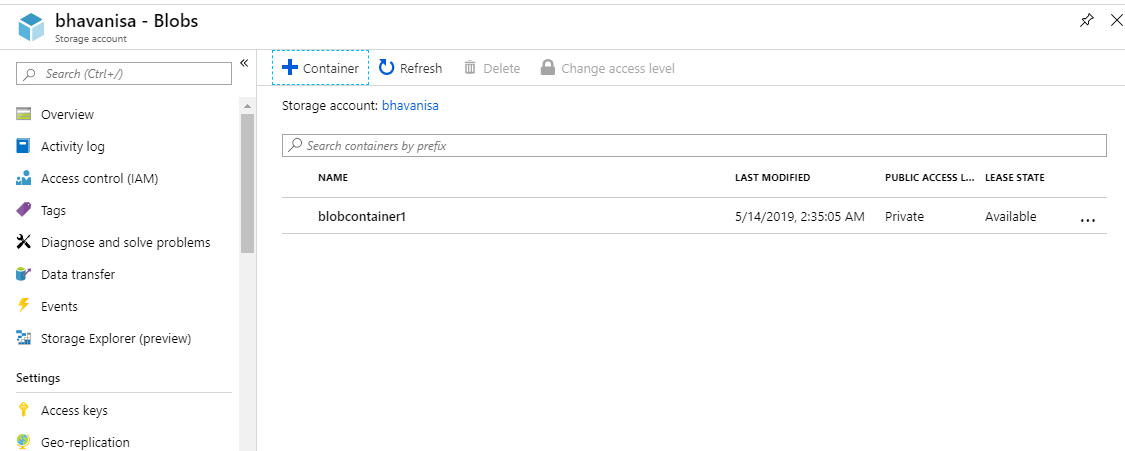 bhavanisa - Blobs
Storage account
Search (Ctrl+/)
«
Overview
Activity log
Access control (IAM)
Tags
Diagnose and solve problems
Data transfer
Events
Storage Explorer (preview)
Settings
Access keys
Geo-replication
Container Refresh Delete Change access level
Storage account: bhavanisa
Search containers by prefix
NAME LAST MODIFIED PUBLIC ACCESS L... LEASE STATE
blobcontainer1 5/14/2019, 2:35:05 AM Private Available ...